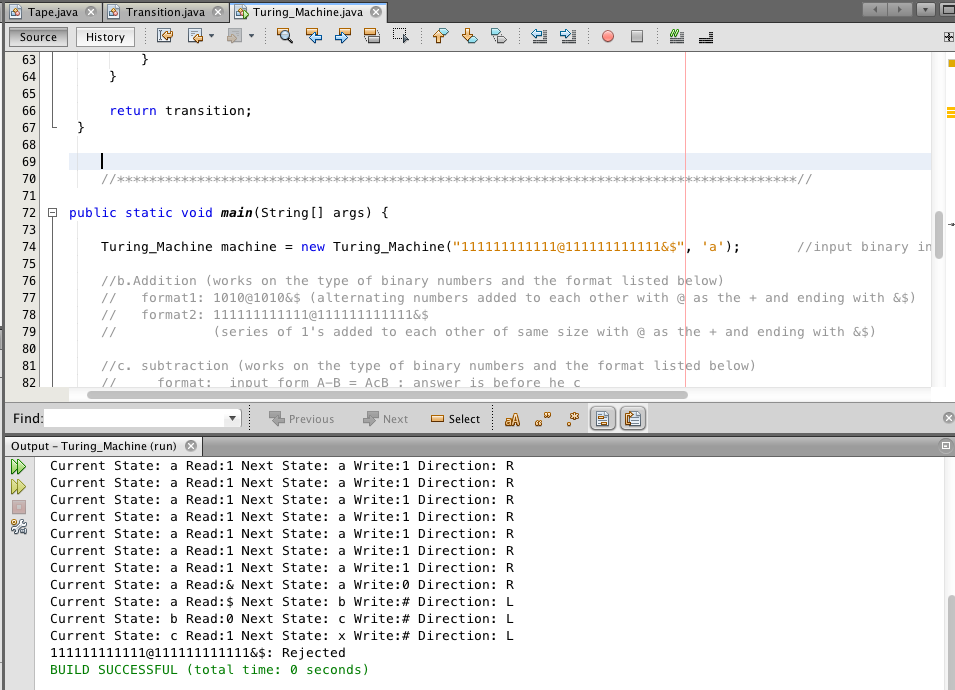 Tape.java Transition.java Turing_Machine.java
Source History
63 }
64 }
65
66 return transition;
67 }
68
69
70 //*************************************************************************************//
71
72 public static void main(String[] args) {
73
74 Turing_Machine machine = new Turing_Machine("111111111111@111111111111&$", 'a'); //input binary in
75
76 //b.Addition (works on the type of binary numbers and the format listed below)
77 // format1: 1010@1010&$ (alternating numbers added to each other with @ as the + and ending with &$)
78 // format2: 111111111111@111111111111&$
79 // (series of 1's added to each other of same size with @ as the + and ending with &$)
80
81 //c. subtraction (works on the type of binary numbers and the format listed below)
82 // format: input form A-B = AcB : answer is before he c
Find: Previous Next Select
Output - Turing_Machine (run)
Current State: a Read:1 Next State: a Write:1 Direction: R
Current State: a Read:1 Next State: a Write:1 Direction: R
Current State: a Read:1 Next State: a Write:1 Direction: R
Current State: a Read:1 Next State: a Write:1 Direction: R
Current State: a Read:1 Next State: a Write:1 Direction: R
Current State: a Read:1 Next State: a Write:1 Direction: R
Current State: a Read:1 Next State: a Write:1 Direction: R
Current State: a Read:& Next State: a Write:0 Direction: R
Current State: a Read:$ Next State: b Write:# Direction: L
Current State: b Read:0 Next State: c Write:# Direction: L
Current State: c Read:1 Next State: x Write:# Direction: L
111111111111@111111111111&$: Rejected
BUILD SUCCESSFUL (total time: 0 seconds)